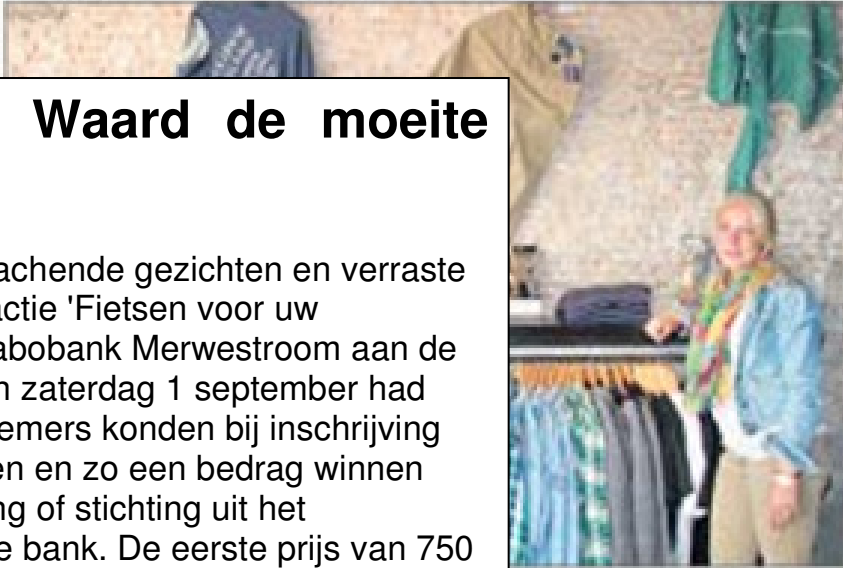 Waard de moeite
achende gezichten en verraste
actie 'Fietsen voor uw
abobank Merwestroom aan de
n zaterdag 1 september had
emers konden bij inschrijving
en en zo een bedrag winnen
ng of stichting uit het
e bank. De eerste prijs van 750